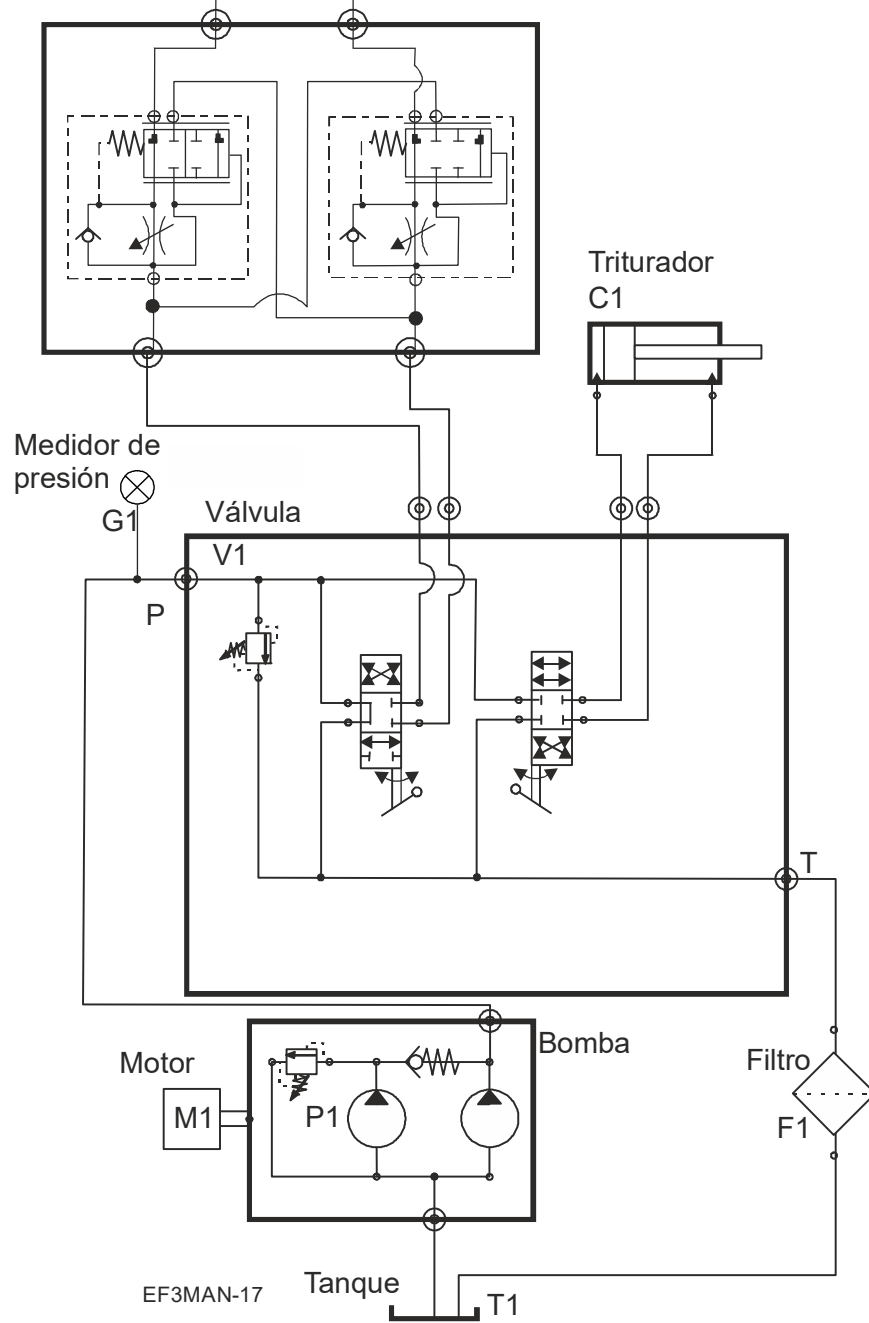 Triturador
C1
Medidor de
presión
G1
Válvula
V1
P
T
Bomba
Motor
M1
P1
Filtro
F1
Tanque
T1
EF3MAN-17